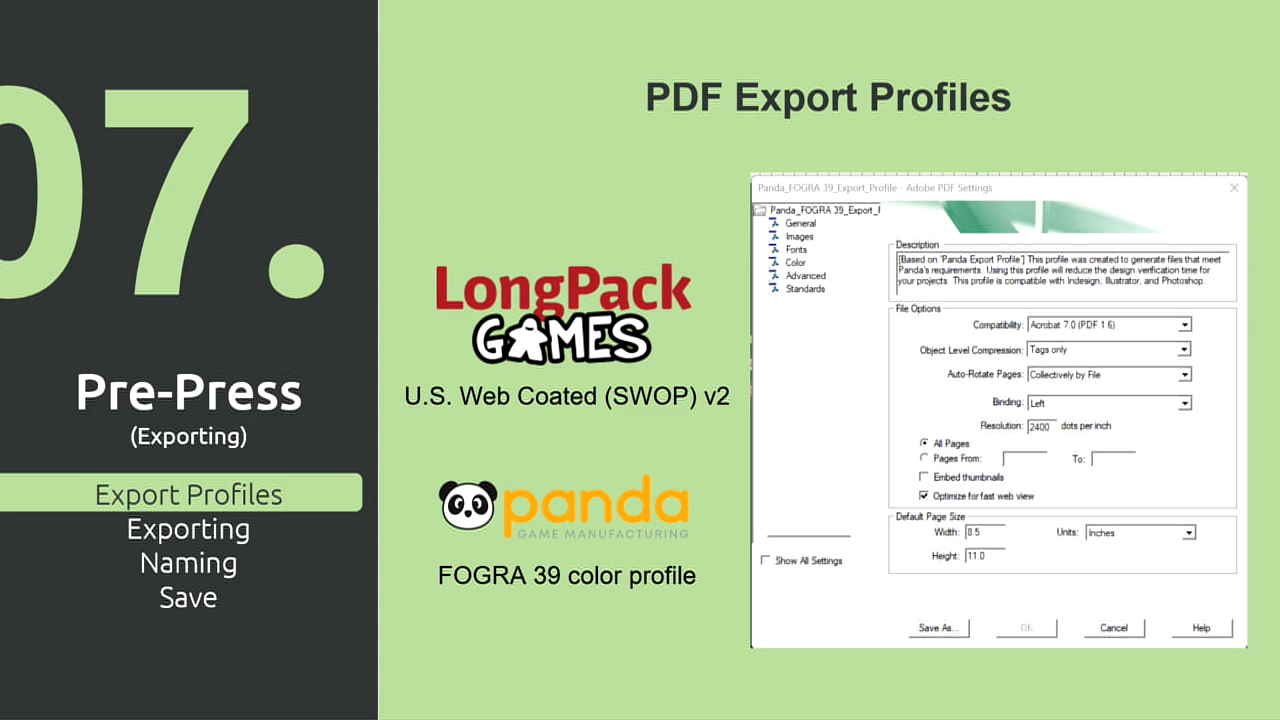 07.
Pre-Press
(Exporting)
Export Profiles
Exporting
Naming
Save
PDF Export Profiles
LongPack
GAMES
U.S. Web Coated (SWOP) v2
panda
GAME MANUFACTURING
FOGRA 39 color profile
Panda_FOGRA 39_Export_Profile - Adobe PDF Settings
Panda_FOGRA 39_Export_F
General
Images
Fonts
Color
Advanced
Standards
Show All Settings
Description
[Based on 'Panda Export Profile'] This profile was created to generate files that meet
Panda's requirements. Using this profile will reduce the design verification time for
your projects. This profile is compatible with Indesign, Illustrator, and Photoshop.
File Options
Compatibility: Acrobat 7.0 (PDF 1.6)
Object Level Compression: Tags only
Auto-Rotate Pages: Collectively by File
Binding: Left
Resolution: 2400 dots per inch
All Pages
Pages From: To:
Embed thumbnails
Optimize for fast web view
Default Page Size
Width: 8.5 Units: Inches
Height: 11.0
Save As... OK Cancel Help